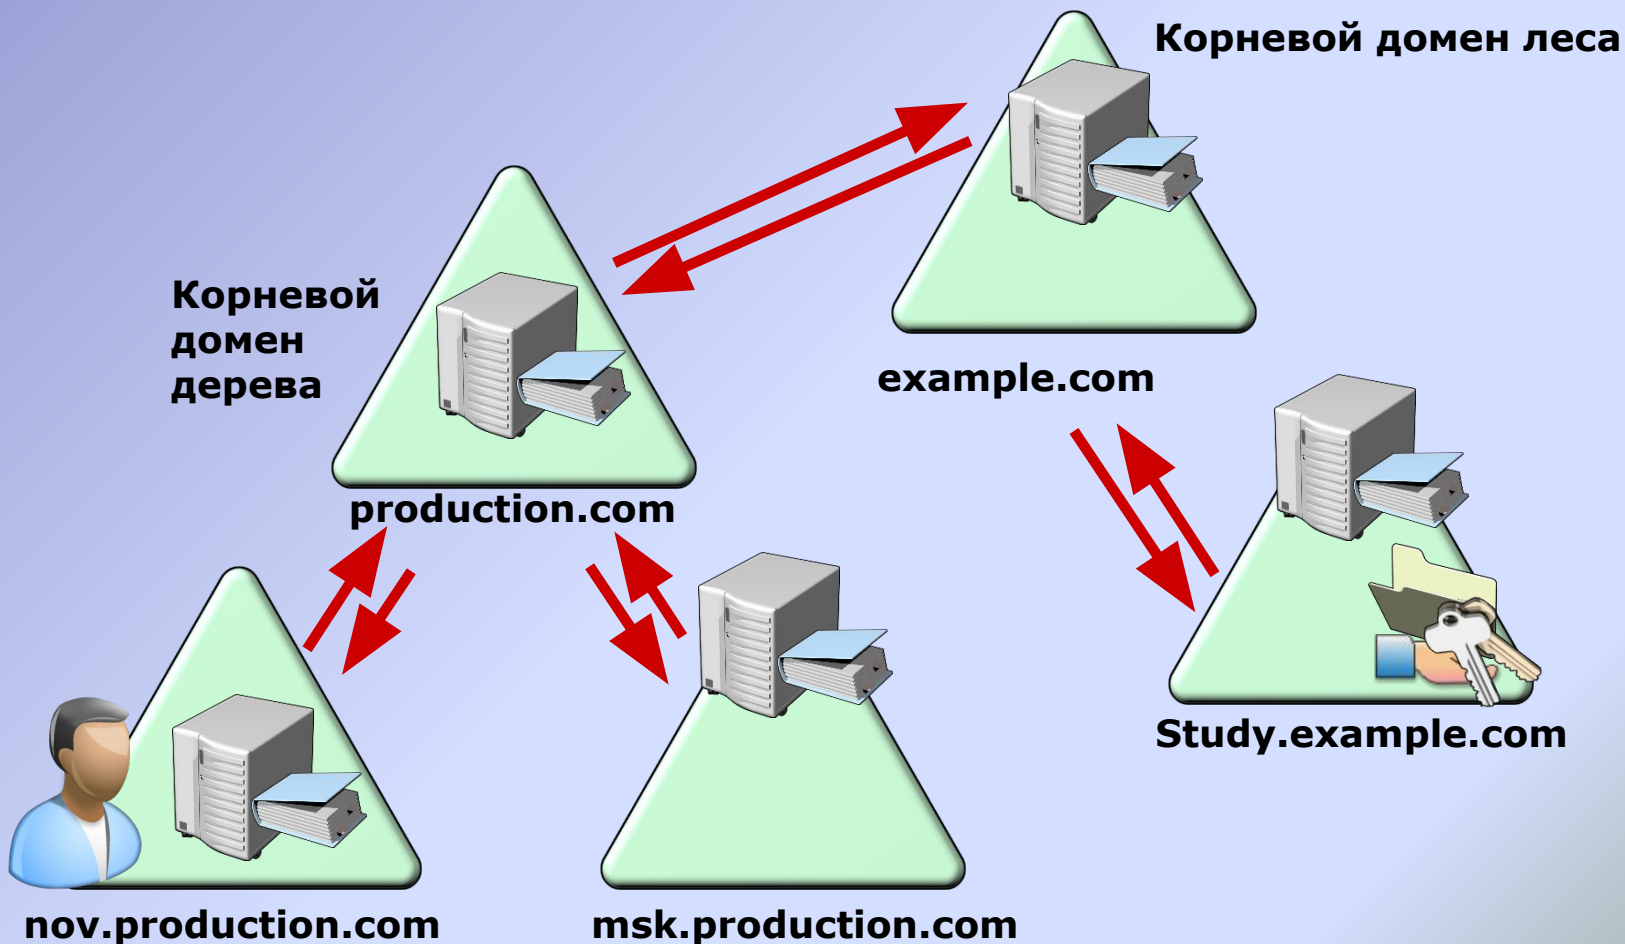 Корневой домен леса
Корневой
домен
дерева
example.com
production.com
Study.example.com
nov.production.com
msk.production.com